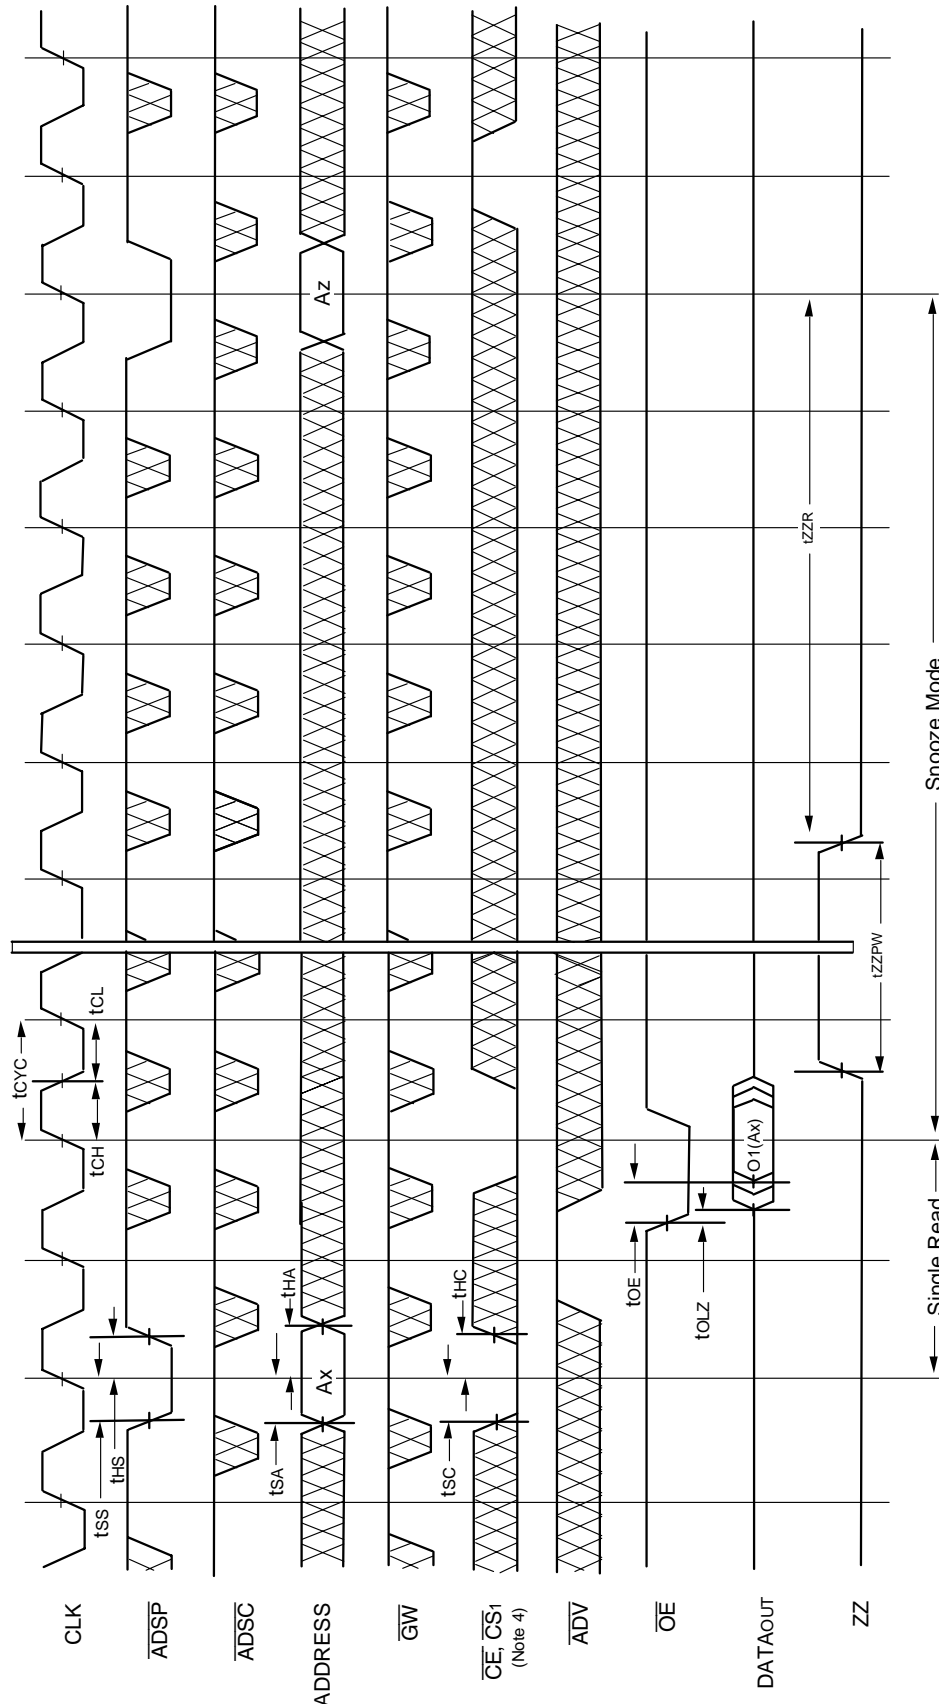 CLK
tSS
tHS
tCH
tCYC
tCL
ADSP
ADSC
ADDRESS
tSA
Ax
tHA
Az
GW
CE, CS1
(Note 4)
tSC
tHC
ADV
OE
tOE
tOLZ
DATAOUT
O1(Ax)
ZZ
tZZPW
tZZR
Single Read
Snooze Mode